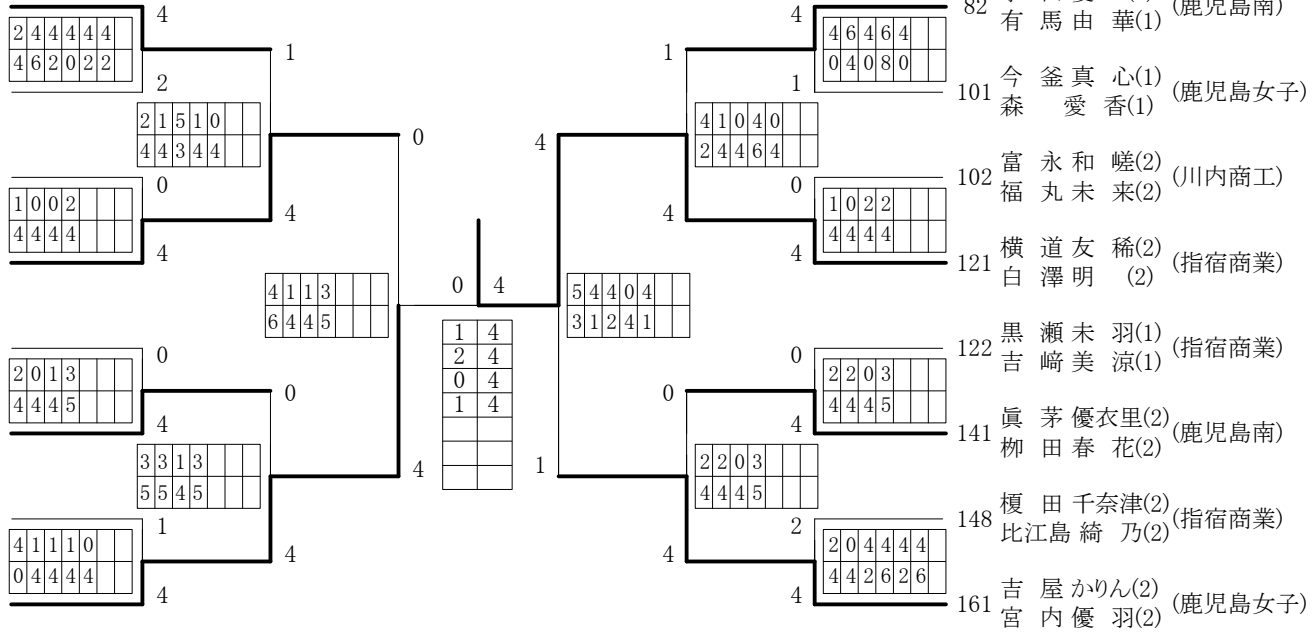 4
2 4 4 4 4 4
4 6 2 0 2 2
2
1
2 1 5 1 0
4 4 3 4 4
0
1 0 0 2
4 4 4 4
4
4
0
4 1 1 3
6 4 4 5
0
2 0 1 3
4 4 4 5
4
0
3 3 1 3
5 5 4 5
4
1
4 1 1 1 0
0 4 4 4 4
4
4
0 4
1 4
2 4
0 4
1 4
4
5 4 4 0 4
3 1 2 4 1
1
1
4 1 0 4 0
2 4 4 6 4
4
4 6 4 6 4
0 4 0 8 0
1
0
1 0 2 2
4 4 4 4
4
0
2 2 0 3
4 4 4 5
0
2 2 0 3
4 4 4 5
4
4
2
2 0 4 4 4 4
4 4 2 6 2 6
4
82 (鹿児島南)
有 馬 由 華(1)
101 今 釜 真 心(1) (鹿児島女子)
森 愛 香(1)
102 富 永 和 嵯(2) (川内商工)
福 丸 未 来(2)
121 横 道 友 稀(2) (指宿商業)
白 澤 明 (2)
122 黒 瀬 未 羽(1) (指宿商業)
吉 﨑 美 涼(1)
141 眞 茅 優衣里(2) (鹿児島南)
栁 田 春 花(2)
148 榎 田 千奈津(2) (指宿商業)
比江島 綺 乃(2)
161 吉 屋 かりん(2) (鹿児島女子)
宮 内 優 羽(2)